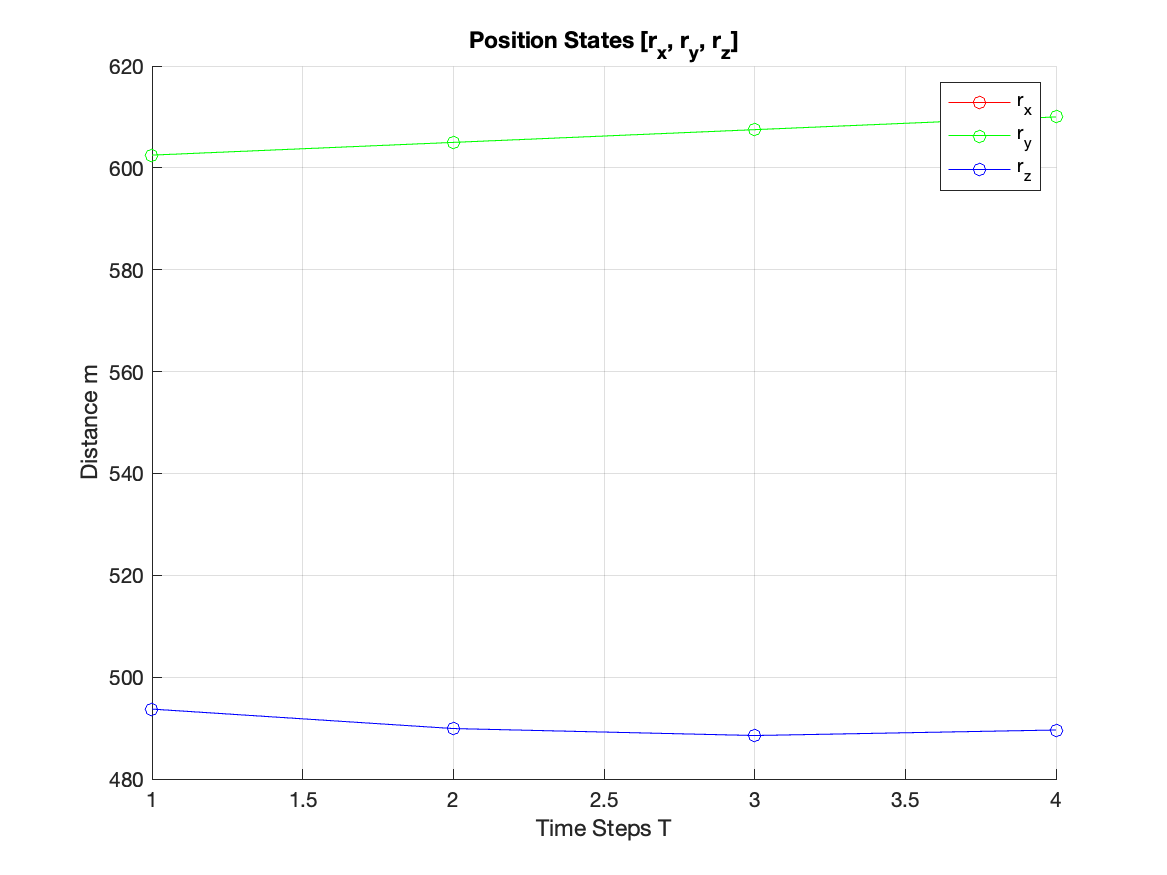 Position States [r_x, r_y, r_z]
620
600
580
560
540
520
500
480
Distance m
r_x
r_y
r_z
1 1.5 2 2.5 3 3.5 4
Time Steps T